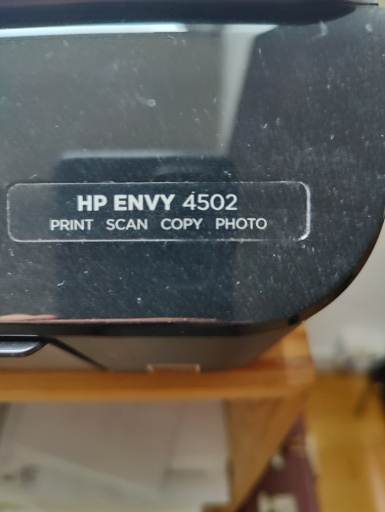 HP ENVY 4502
PRINT SCAN COPY PHOTO